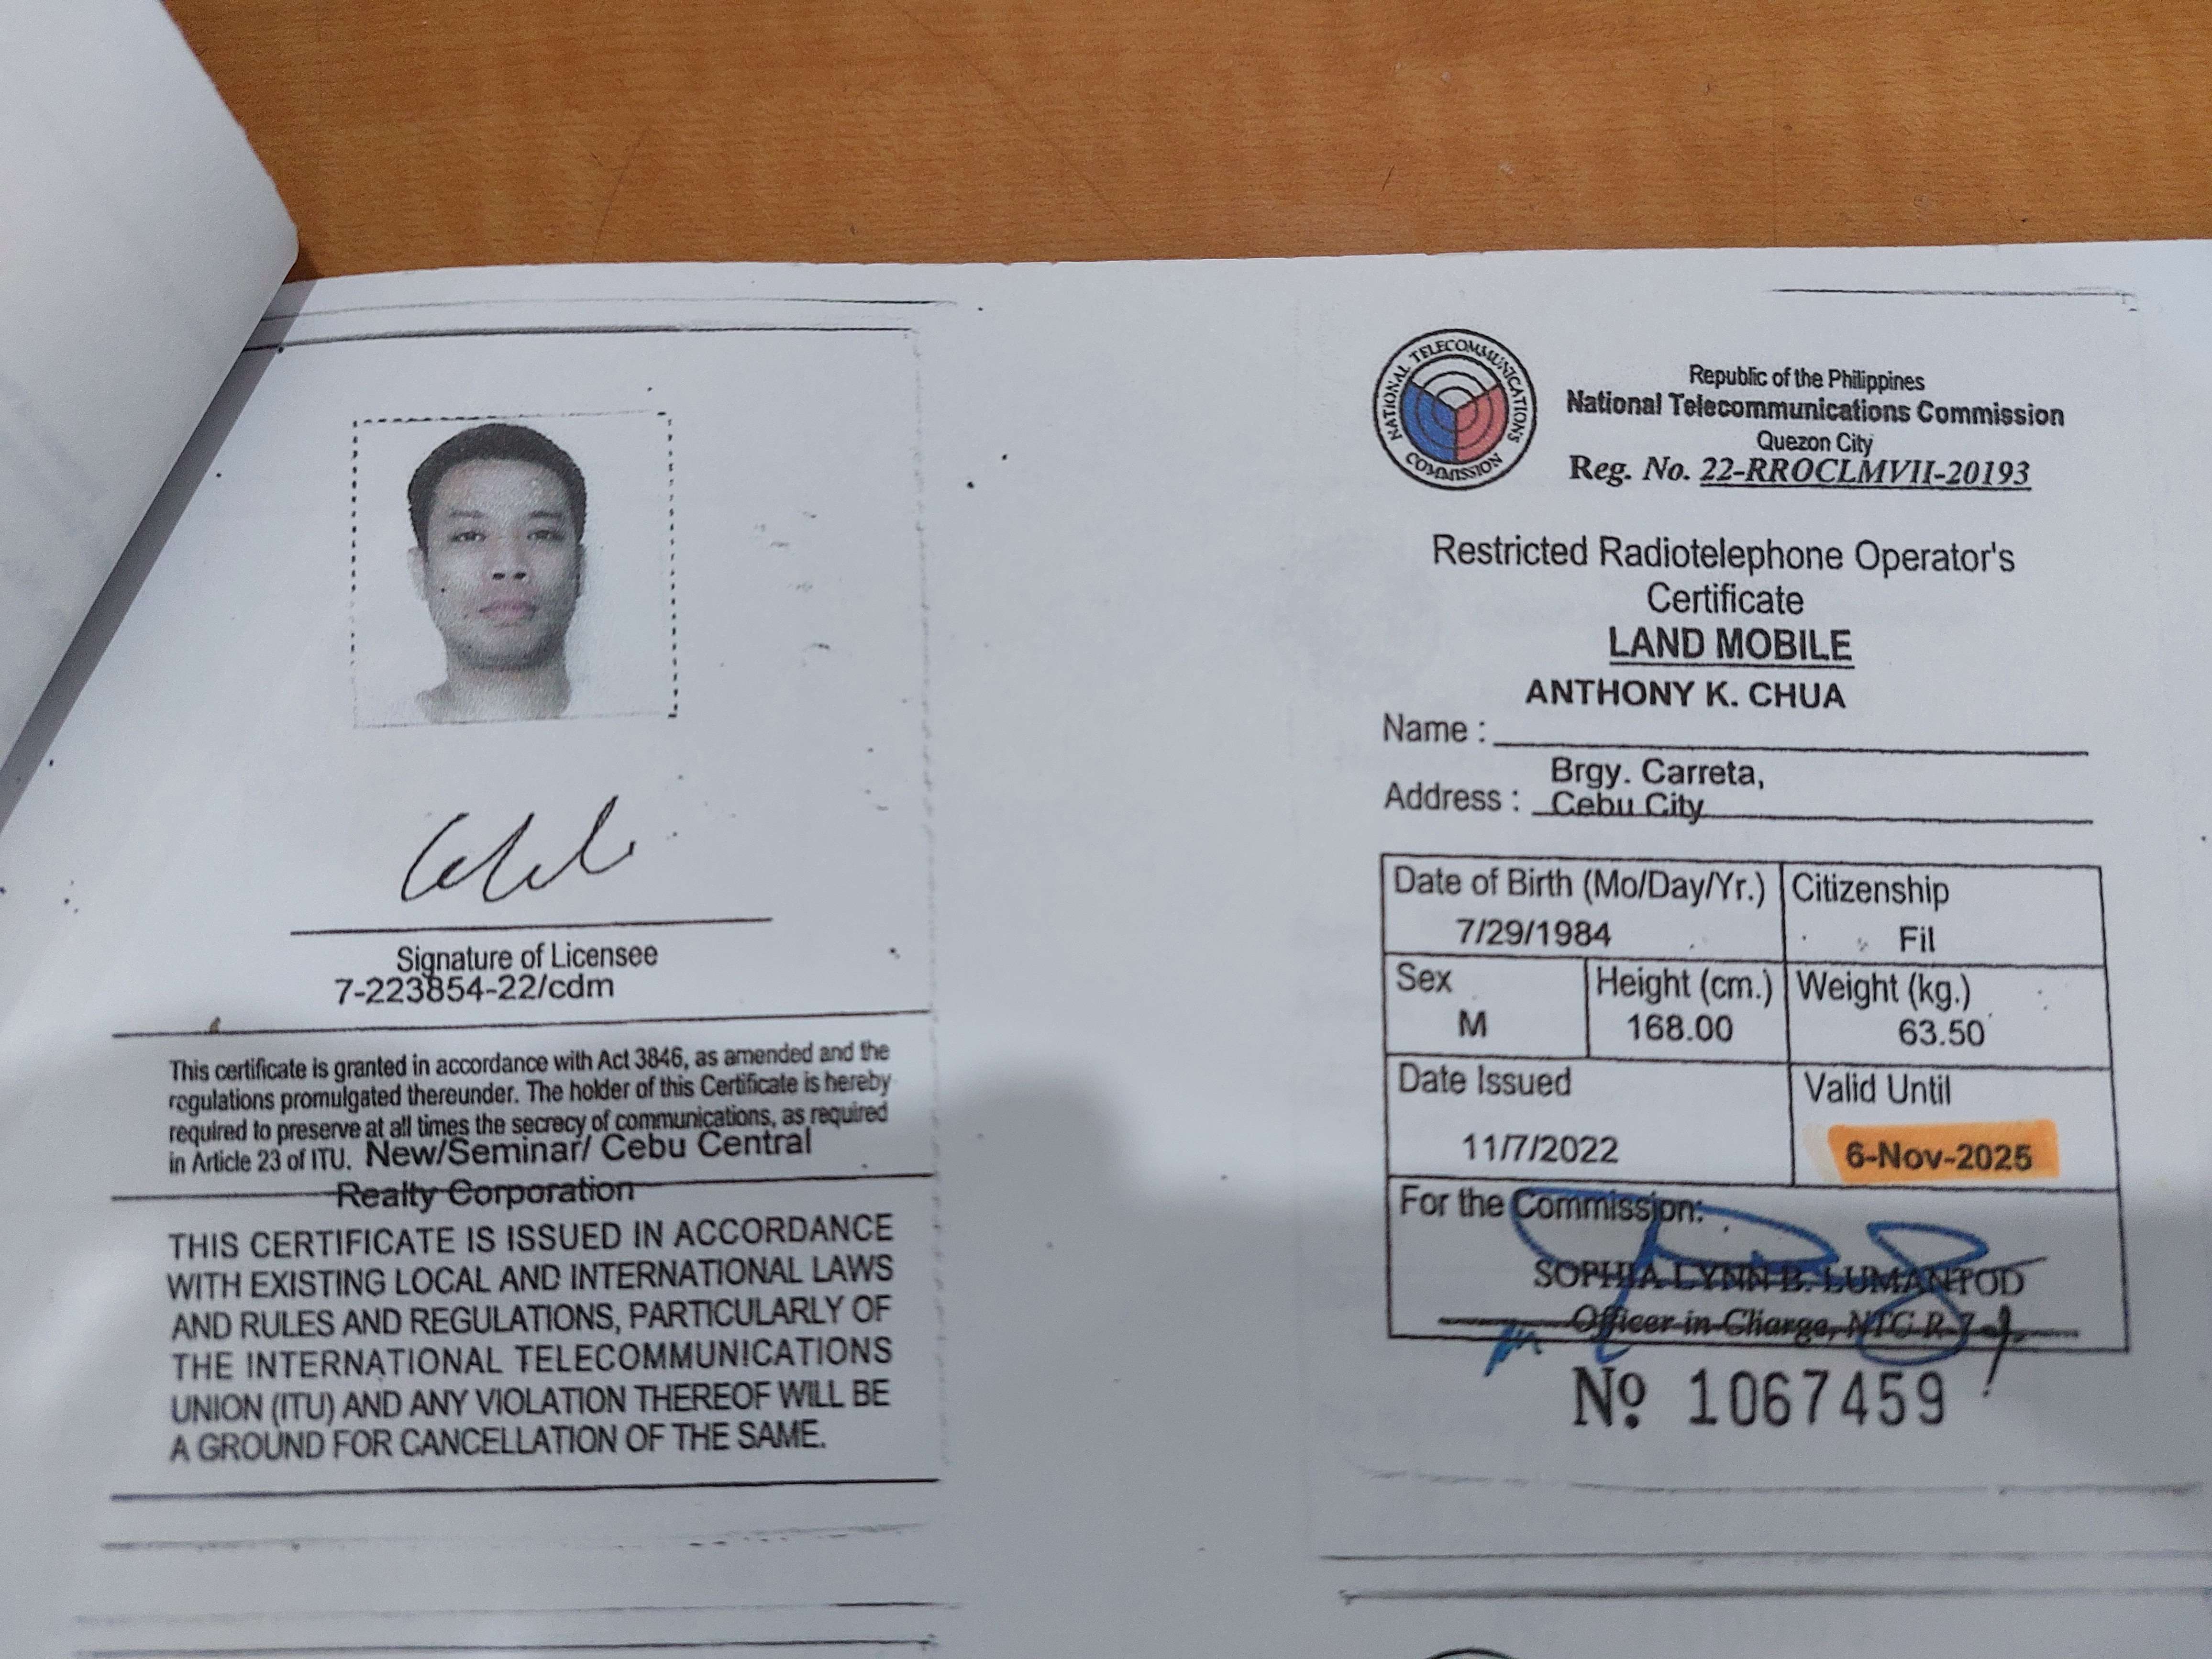 Signature of Licensee
7-223854-22/cdm
This certificate is granted in accordance with Act 3846, as amended and the
regulations promulgated thereunder. The holder of this Certificate is hereby
required to preserve at all times the secrecy of communications, as required
in Article 23 of ITU. New/Seminar/ Cebu Central
Realty Corporation
THIS CERTIFICATE IS ISSUED IN ACCORDANCE
WITH EXISTING LOCAL AND INTERNATIONAL LAWS
AND RULES AND REGULATIONS, PARTICULARLY OF
THE INTERNATIONAL TELECOMMUNICATIONS
UNION (ITU) AND ANY VIOLATION THEREOF WILL BE
A GROUND FOR CANCELLATION OF THE SAME.
NATIONAL TELECOMMUNICATIONS COMMISSION
Republic of the Philippines
National Telecommunications Commission
Quezon City
Reg. No. 22-RROCLMVII-20193
Restricted Radiotelephone Operator's
Certificate
LAND MOBILE
ANTHONY K. CHUA
Name :
Brgy. Carreta,
Address : Cebu City
Date of Birth (Mo/Day/Yr.) Citizenship
7/29/1984 Fil
Sex Height (cm.) Weight (kg.)
M 168.00 63.50
Date Issued Valid Until
11/7/2022 6-Nov-2025
For the Commission:
SOPHIA LYNN B. LUMANTOD
Officer in Charge, NTC R-7
Nº 1067459